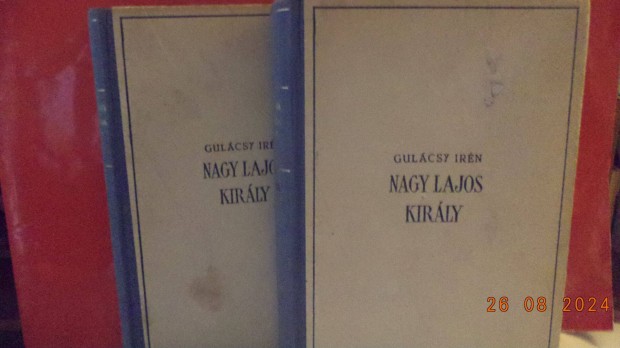 GULÁCSY IRÉN
NAGY LAJOS
KIRÁLY
GULÁCSY IRÉN
NAGY LAJOS
KIRÁLY
28 08 2024